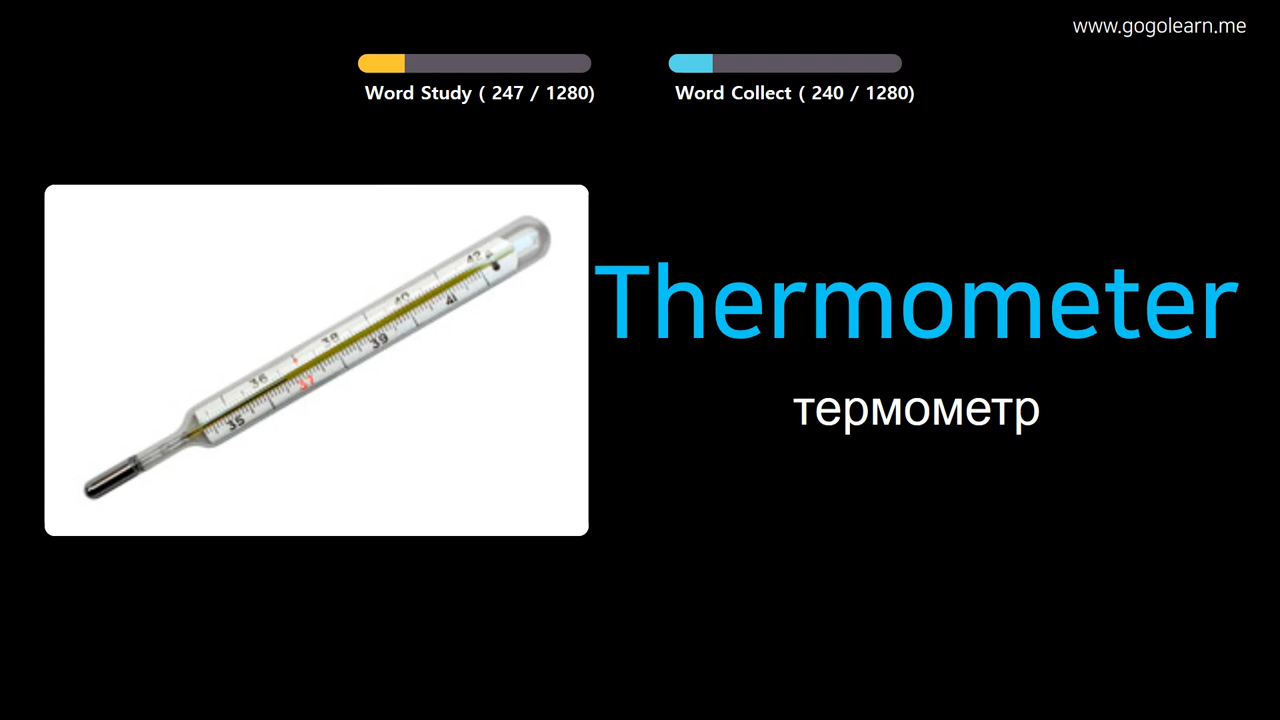 www.gogolearn.me
Word Study ( 247 / 1280)
Word Collect ( 240 / 1280)
42
41
40
39
38
37
36
35
Thermometer
термометр